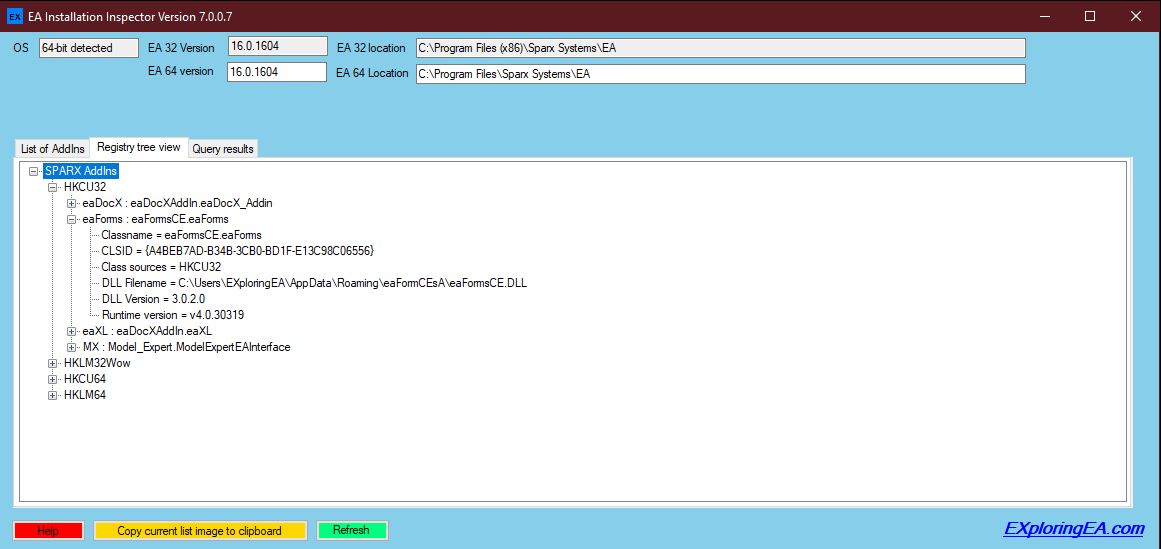 EX EA Installation Inspector Version 7.0.0.7
OS 64-bit detected EA 32 Version 16.0.1604 EA 32 location C:\Program Files (x86)\Sparx Systems\EA
EA 64 version 16.0.1604 EA 64 Location C:\Program Files\Sparx Systems\EA
List of AddIns Registry tree view Query results
SPARX AddIns
HKCU32
eaDocX : eaDocXAddIn.eaDocX_Addin
eaForms : eaFormsCE.eaForms
Classname = eaFormsCE.eaForms
CLSID = {A4BEB7AD-B34B-3CB0-BD1F-E13C98C06556}
Class sources = HKCU32
DLL Filename = C:\Users\EXploringEA\AppData\Roaming\eaFormCEsA\eaFormsCE.DLL
DLL Version = 3.0.2.0
Runtime version = v4.0.30319
eaXL : eaDocXAddIn.eaXL
MX : Model_Expert.ModelExpertEAInterface
HKLM32Wow
HKCU64
HKLM64
Help Copy current list image to clipboard Refresh EXploringEA.com